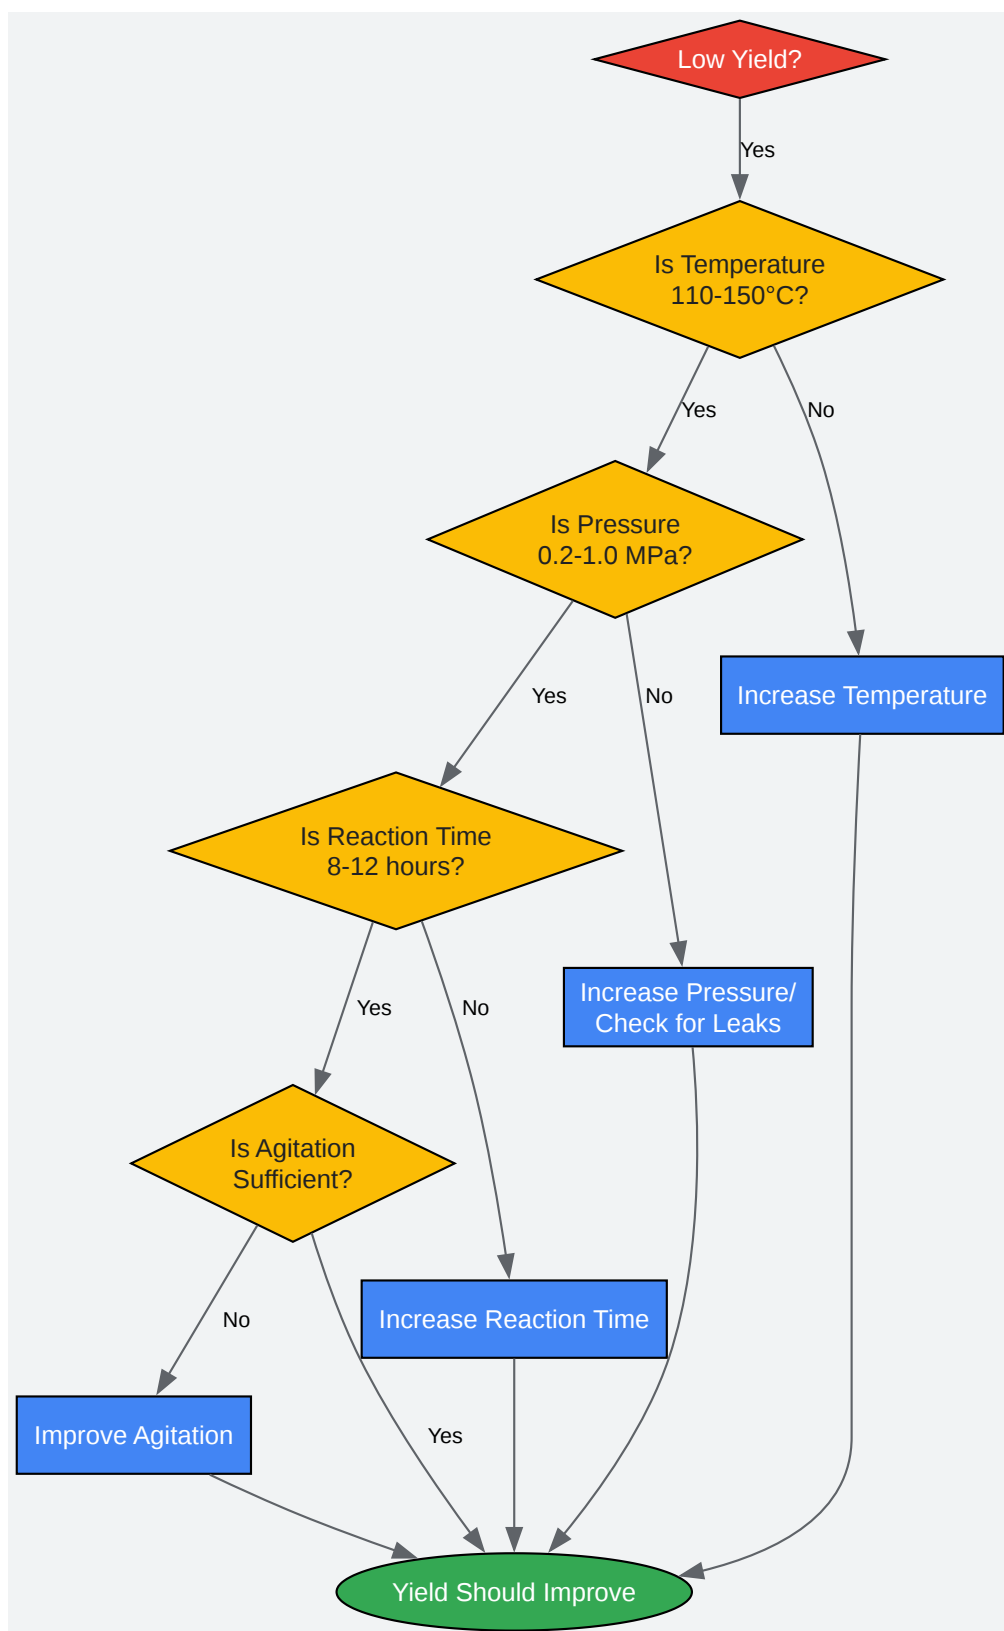 Low Yield?
Yes
Is Temperature
110-150°C?
Yes
No
Is Pressure
0.2-1.0 MPa?
Yes
No
Increase Temperature
Is Reaction Time
8-12 hours?
Yes
No
Increase Pressure/
Check for Leaks
Is Agitation
Sufficient?
No
Increase Reaction Time
Improve Agitation
Yes
Yield Should Improve